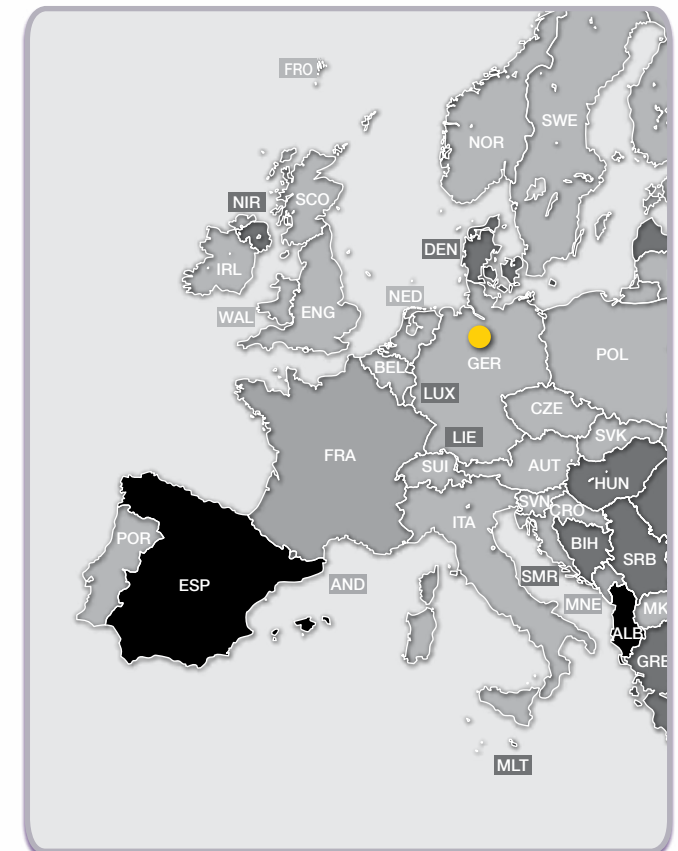 FRO
SWE
NOR
SCO
NIR
DEN
IRL
NED
WAL
ENG
GER
POL
BEL
LUX
CZE
LIE
SVK
FRA
SUI
AUT
HUN
SVN
CRO
ITA
POR
BIH
SRB
ESP
AND
SMR
MNE
MK
ALB
GRE
MLT